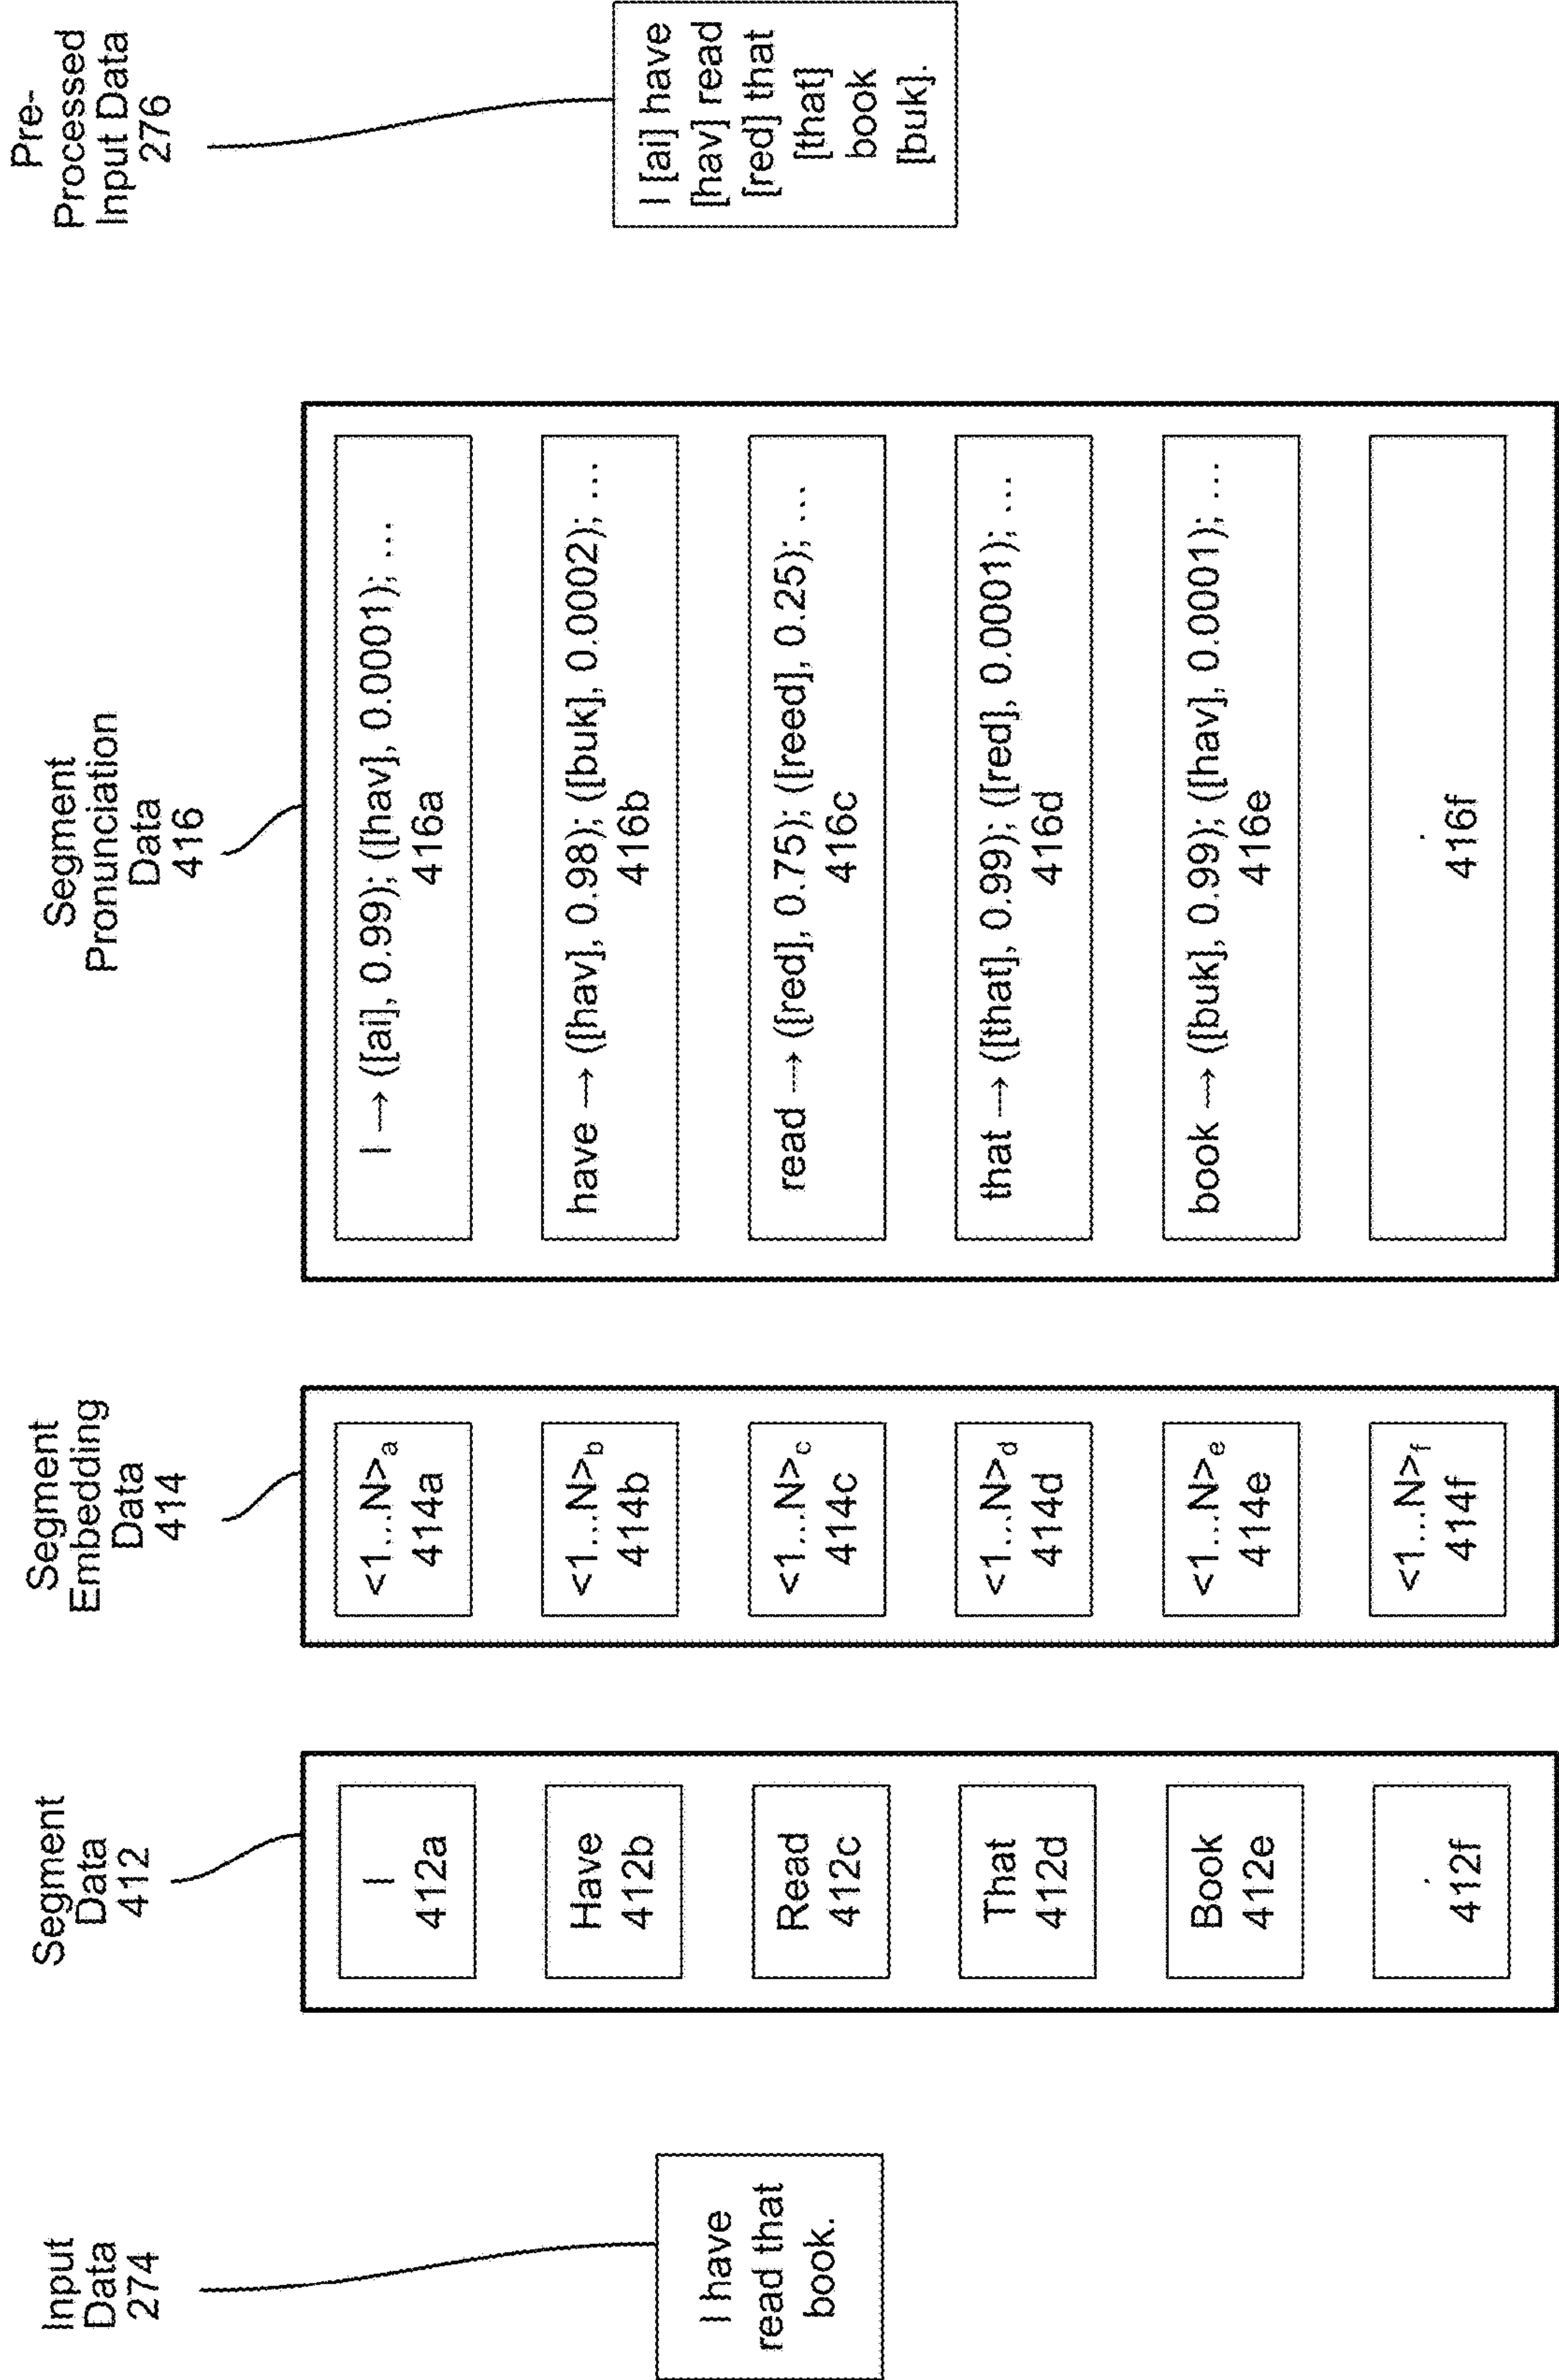 Input
Data
274
I have
read that
book.
Segment
Data
412
I
412a
Have
412b
Read
412c
That
412d
Book
412e
.
412f
Segment
Embedding
Data
414
<1...N>a
414a
<1...N>b
414b
<1...N>c
414c
<1...N>d
414d
<1...N>e
414e
<1...N>f
414f
Segment
Pronunciation
Data
416
I → ([ai], 0.99); ([hav], 0.0001); ...
416a
have → ([hav], 0.98); ([buk], 0.0002); ...
416b
read → ([red], 0.75); ([reed], 0.25); ...
416c
that → ([that], 0.99); ([red], 0.0001); ...
416d
book → ([buk], 0.99); ([hav], 0.0001); ...
416e
.
416f
Pre-
Processed
Input Data
276
I [ai] have
[hav] read
[red] that
[that]
book
[buk].